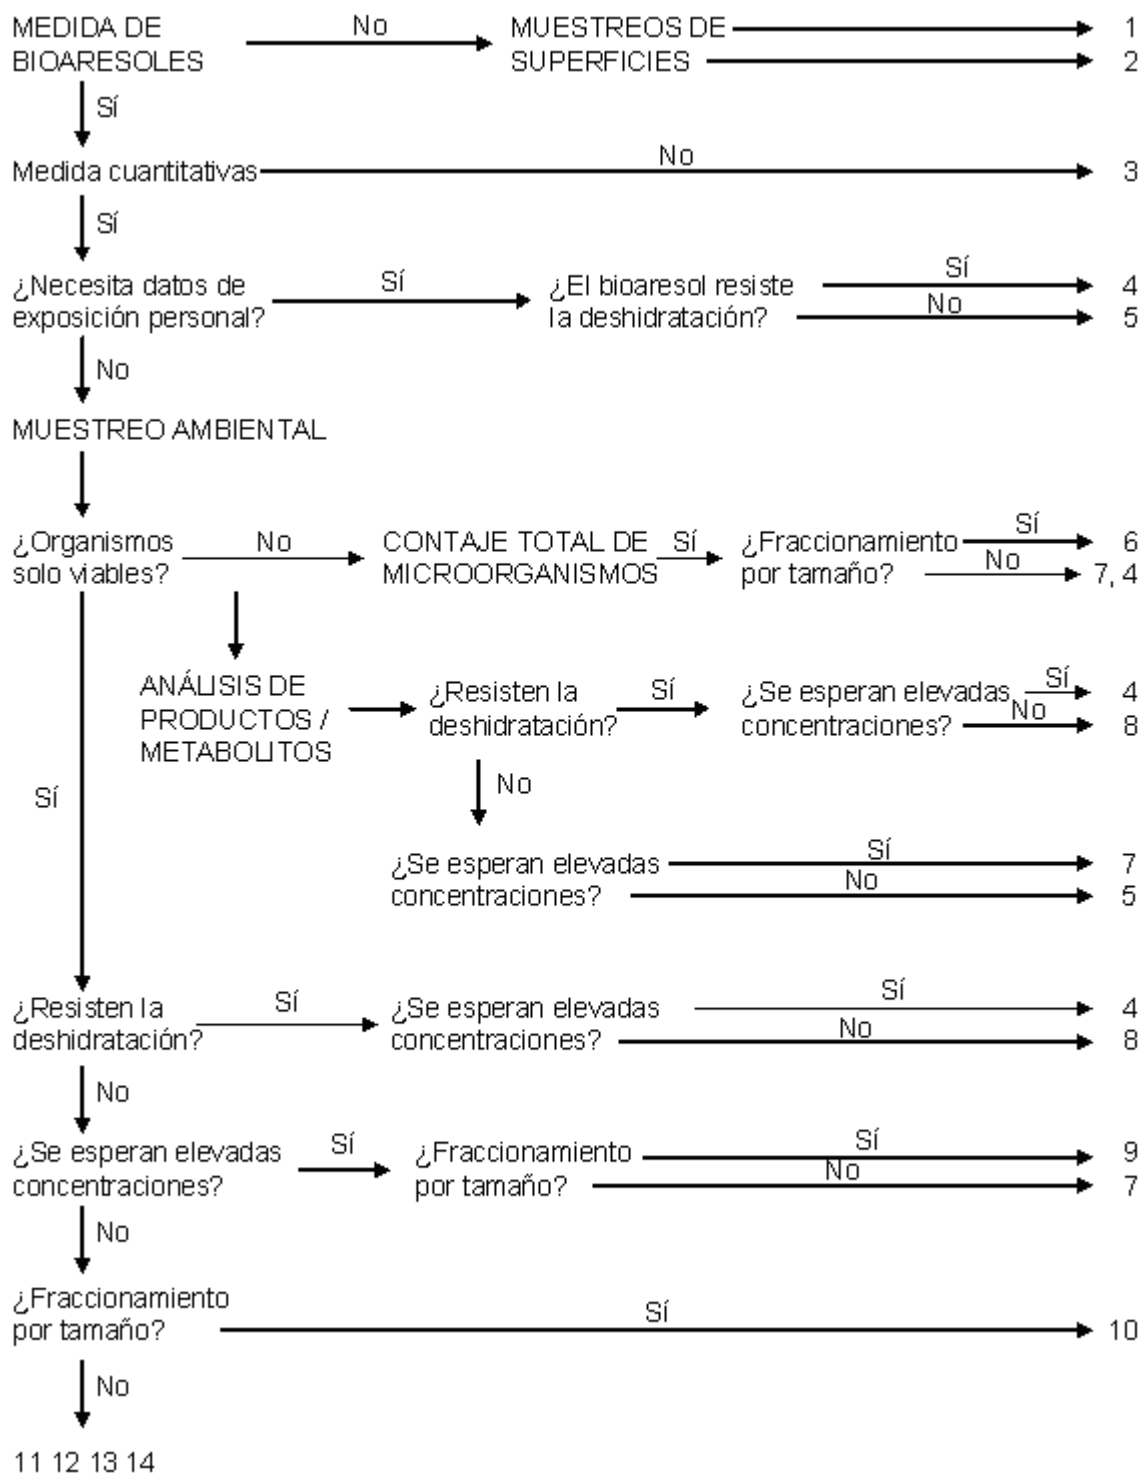 MEDIDA DE
BIOARESOLES
No
MUESTREOS DE
SUPERFICIES
1
2
Sí
Medida cuantitativas
No
3
Sí
¿Necesita datos de
exposición personal?
Sí
¿El bioaresol resiste
la deshidratación?
Sí
4
No
5
No
MUESTREO AMBIENTAL
¿Organismos
solo viables?
No
CONTAJE TOTAL DE
MICROORGANISMOS
Sí
¿Fraccionamiento
por tamaño?
Sí
6
No
7, 4
ANÁLISIS DE
PRODUCTOS /
METABOLITOS
¿Resisten la
deshidratación?
Sí
¿Se esperan elevadas
concentraciones?
Sí
4
No
8
Sí
No
¿Se esperan elevadas
concentraciones?
Sí
7
No
5
¿Resisten la
deshidratación?
Sí
¿Se esperan elevadas
concentraciones?
Sí
4
No
8
No
¿Se esperan elevadas
concentraciones?
Sí
¿Fraccionamiento
por tamaño?
Sí
9
No
7
No
¿Fraccionamiento
por tamaño?
Sí
10
No
11 12 13 14